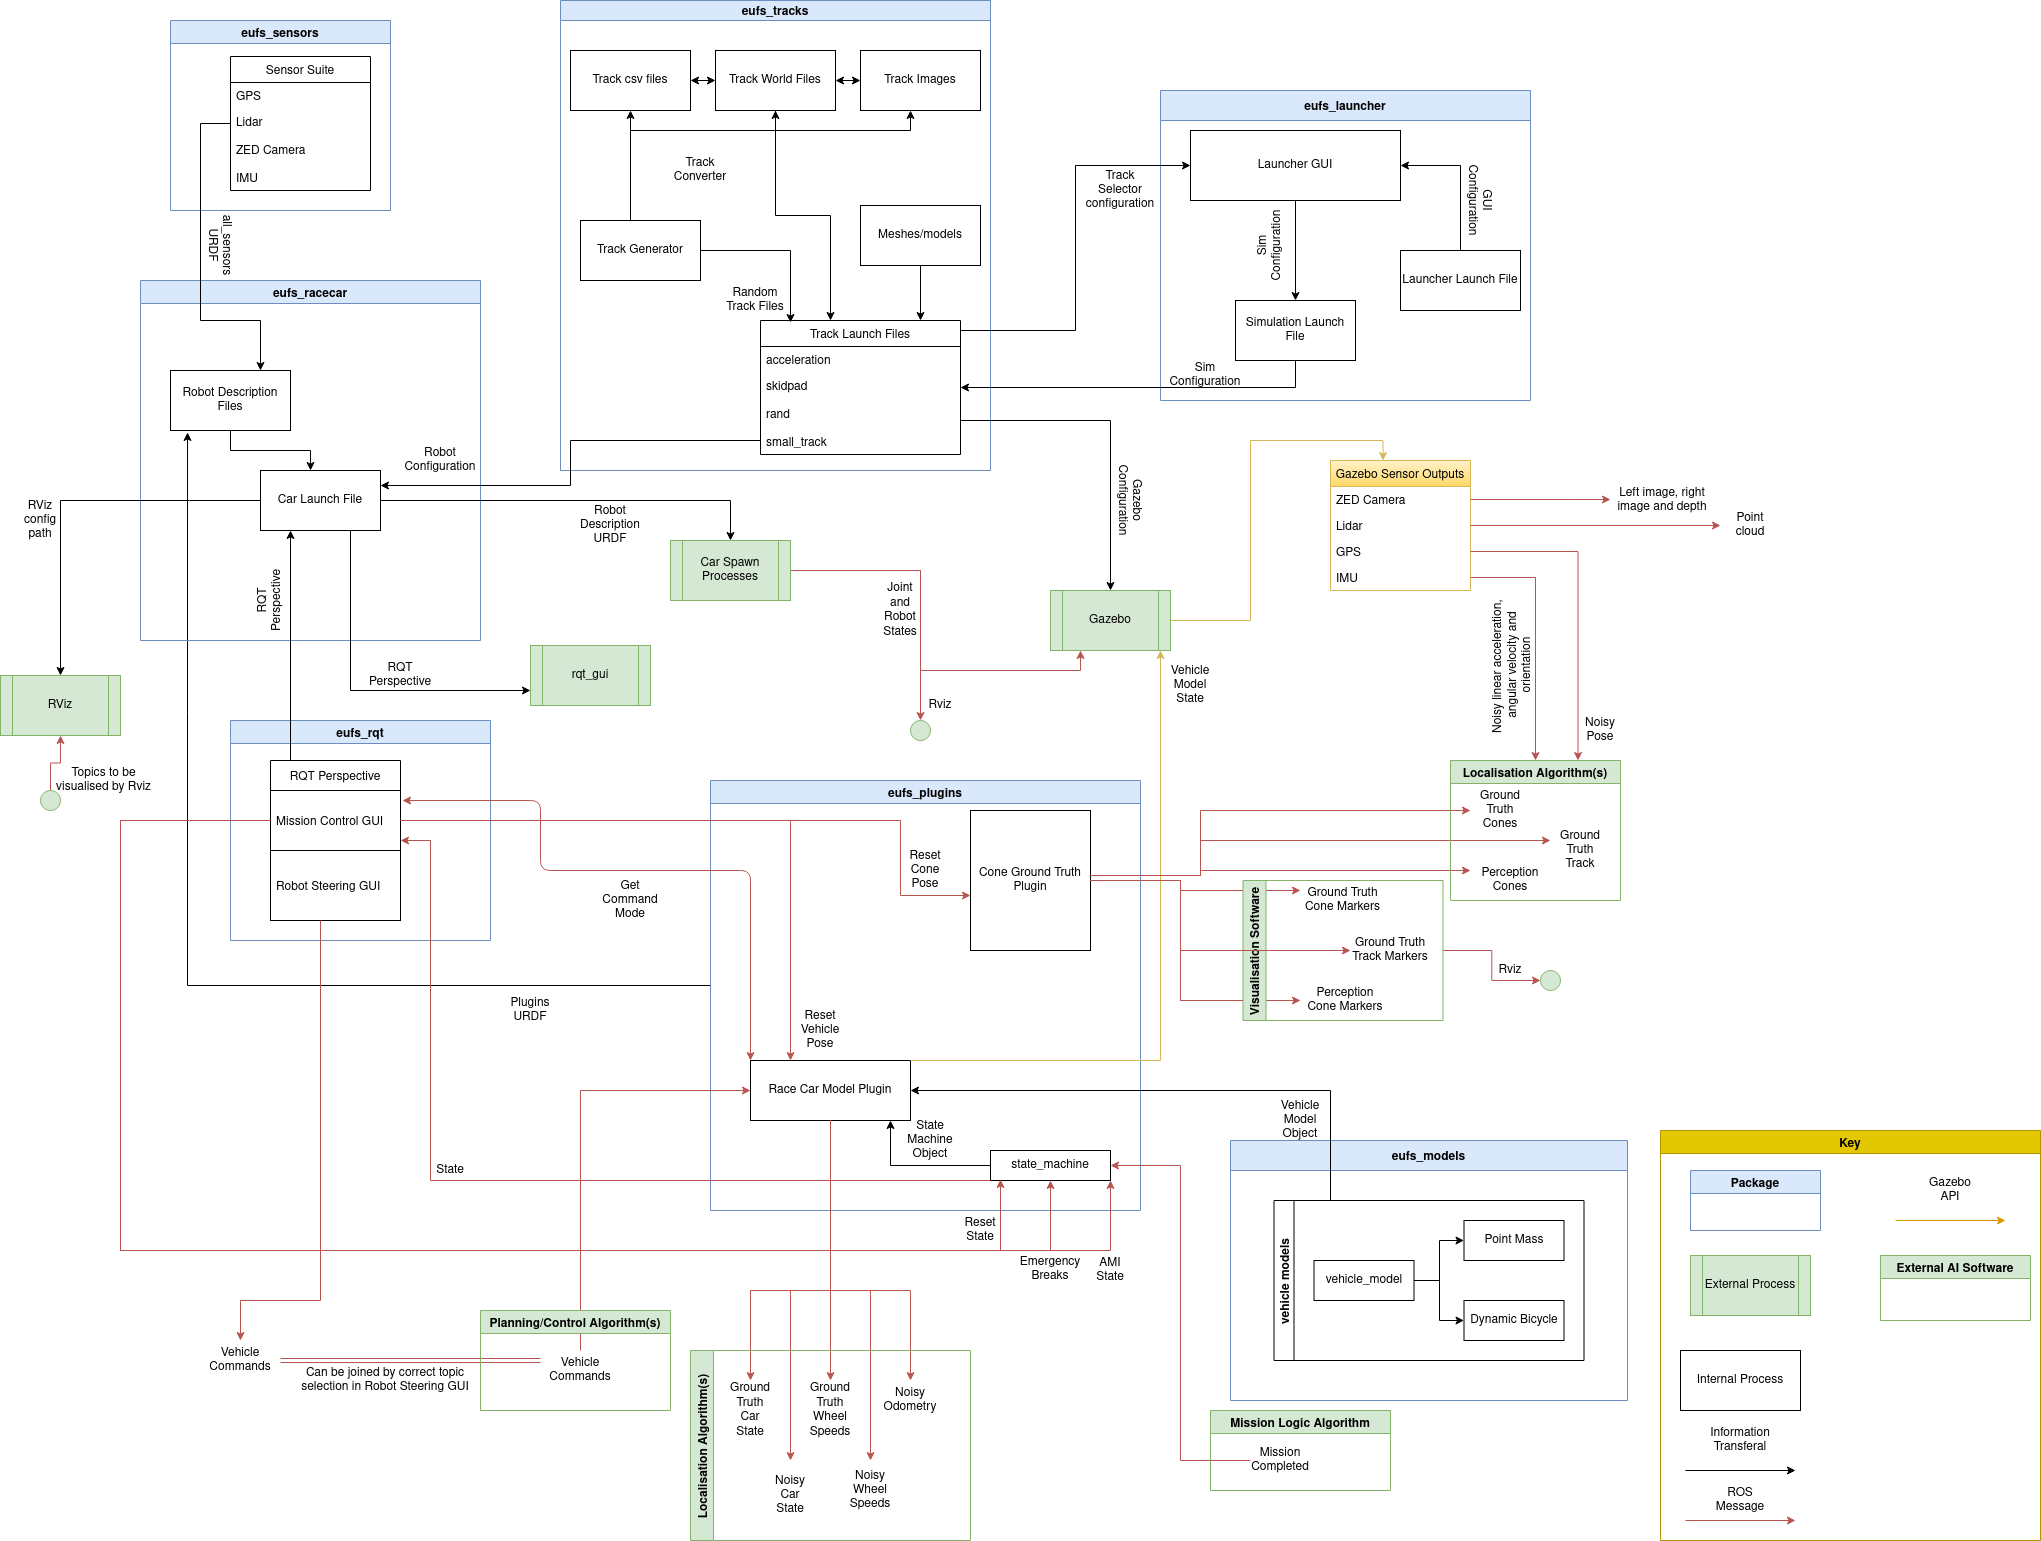 eufs_sensors
Sensor Suite
GPS
Lidar
ZED Camera
IMU
all_sensors
URDF
eufs_tracks
Track csv files
Track World Files
Track Images
Track
Converter
Track Generator
Meshes/models
Random
Track Files
Track Launch Files
acceleration
skidpad
rand
small_track
eufs_launcher
Launcher GUI
Track
Selector
configuration
GUI
Configuration
Sim
Configuration
Launcher Launch File
Simulation Launch
File
Sim
Configuration
eufs_racecar
Robot Description
Files
Robot
Configuration
Car Launch File
RViz
config
path
Robot
Description
URDF
RQT
Perspective
RQT
Perspective
RViz
Topics to be
visualised by Rviz
rqt_gui
Car Spawn
Processes
Joint
and
Robot
States
Rviz
Gazebo
Configuration
Gazebo
Vehicle
Model
State
Gazebo Sensor Outputs
ZED Camera
Lidar
GPS
IMU
Left image, right
image and depth
Point
cloud
Noisy linear acceleration,
angular velocity and
orientation
Noisy
Pose
Localisation Algorithm(s)
Ground
Truth
Cones
Ground
Truth
Track
Perception
Cones
Visualisation Software
Ground Truth
Cone Markers
Ground Truth
Track Markers
Perception
Cone Markers
Rviz
eufs_rqt
RQT Perspective
Mission Control GUI
Robot Steering GUI
Get
Command
Mode
Plugins
URDF
eufs_plugins
Reset
Cone
Pose
Cone Ground Truth
Plugin
Reset
Vehicle
Pose
Race Car Model Plugin
State
Machine
Object
state_machine
State
Reset
State
Emergency
Breaks
AMI
State
Vehicle
Model
Object
eufs_models
vehicle models
vehicle_model
Point Mass
Dynamic Bicycle
Mission Logic Algorithm
Mission
Completed
Vehicle
Commands
Can be joined by correct topic
selection in Robot Steering GUI
Planning/Control Algorithm(s)
Vehicle
Commands
Localisation Algorithm(s)
Ground
Truth
Car
State
Noisy
Car
State
Ground
Truth
Wheel
Speeds
Noisy
Wheel
Speeds
Noisy
Odometry
Key
Package
Gazebo
API
External Process
External AI Software
Internal Process
Information
Transferal
ROS
Message